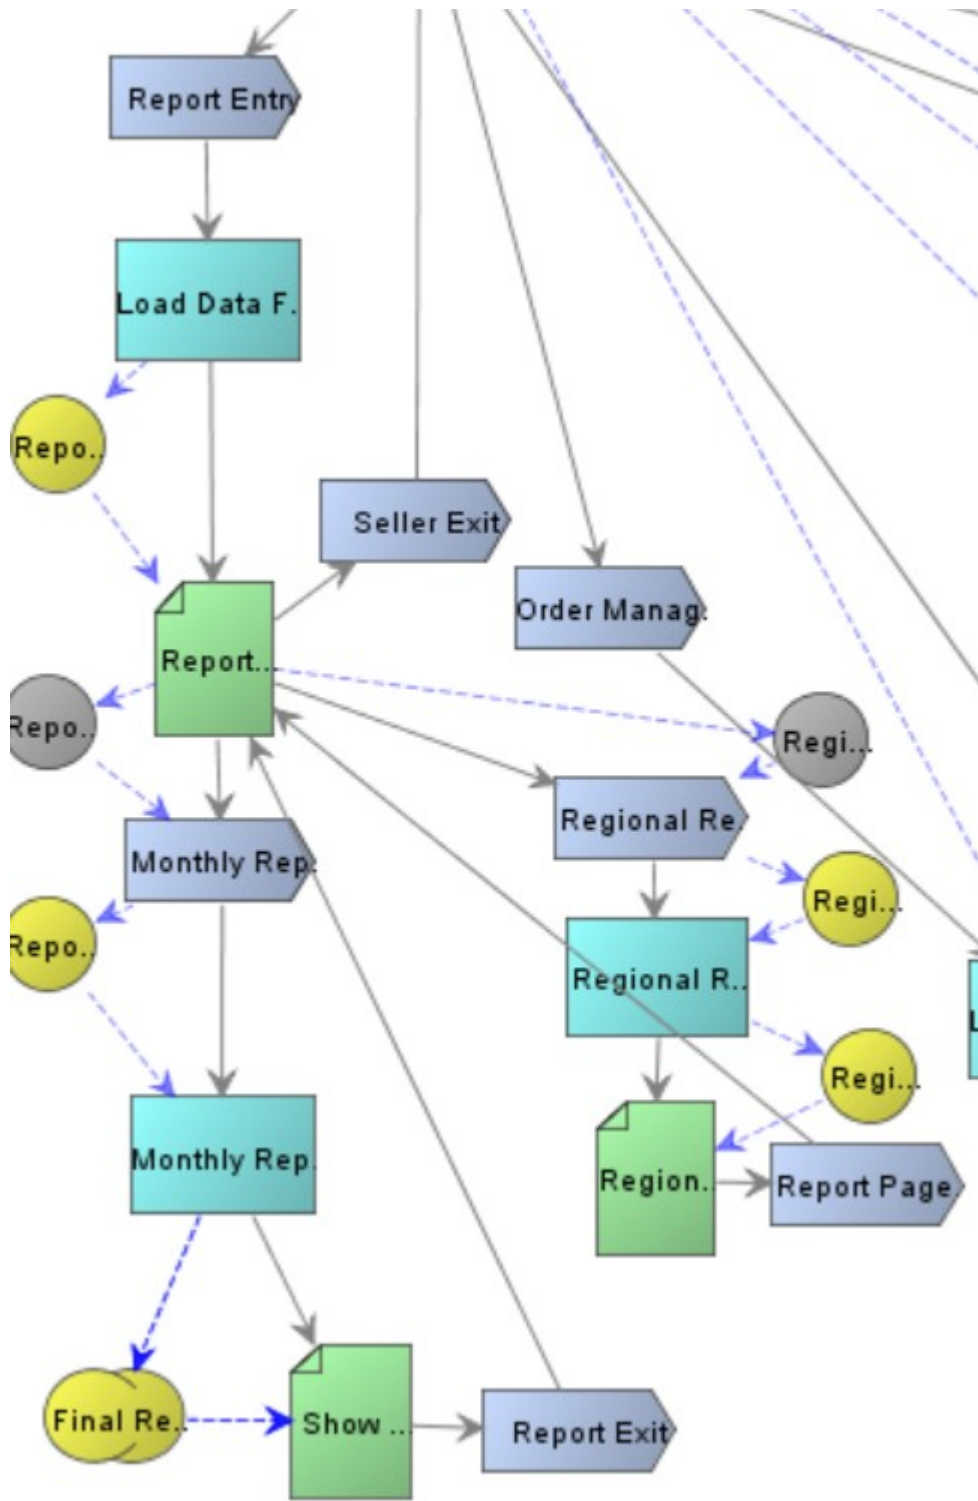 Report Entry
Load Data F.
Repo..
Seller Exit
Order Manag.
Report...
Repo..
Regi...
Regional Re.
Monthly Rep.
Regi...
Repo..
Regional R..
Regi...
Monthly Rep.
Region..
Report Page
Final Re..
Show ...
Report Exit